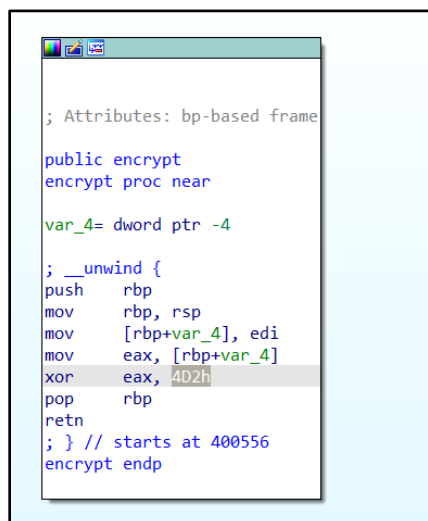 ; Attributes: bp-based frame
public encrypt
encrypt proc near
var_4= dword ptr -4
; __unwind {
push rbp
mov rbp, rsp
mov [rbp+var_4], edi
mov eax, [rbp+var_4]
xor eax, 4D2h
pop rbp
retn
; } // starts at 400556
encrypt endp